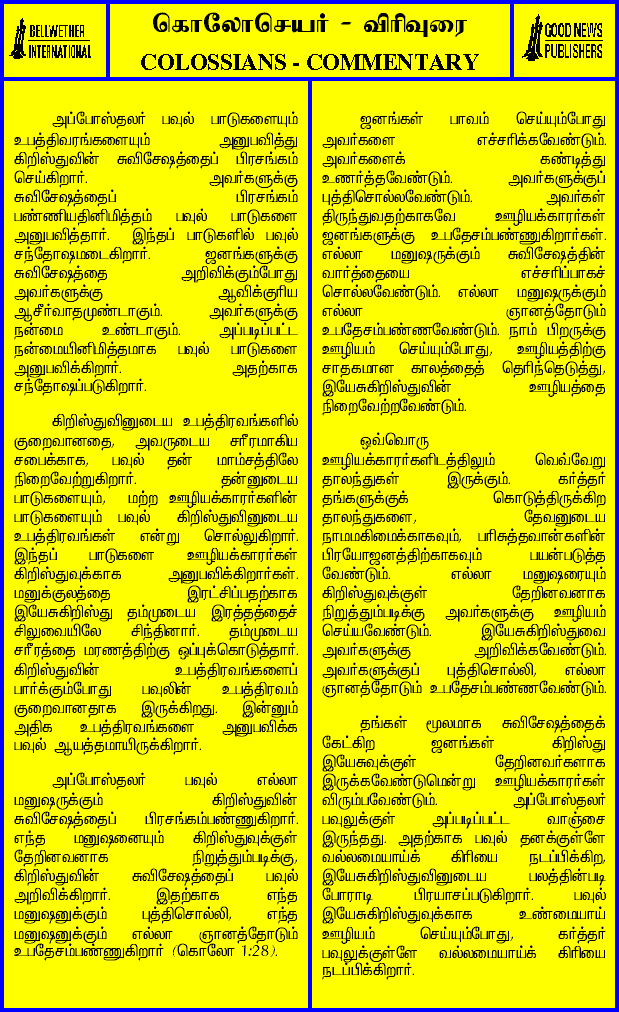 BELLWETHER
INTERNATIONAL
கொலோசெயர் - விரிவுரை
COLOSSIANS - COMMENTARY
GOOD NEWS
PUBLISHERS
அப்போஸ்தலர் பவுல் பாடுகளையும்
உபத்திவரங்களையும் அனுபவித்து
கிறிஸ்துவின் சுவிசேஷத்தைப் பிரசங்கம்
செய்கிறார். அவர்களுக்கு
சுவிசேஷத்தைப் பிரசங்கம்
பண்ணியதினிமித்தம் பவுல் பாடுகளை
அனுபவித்தார். இந்தப் பாடுகளில் பவுல்
சந்தோஷமடைகிறார். ஜனங்களுக்கு
சுவிசேஷத்தை அறிவிக்கும்போது
அவர்களுக்கு ஆவிக்குரிய
ஆசீர்வாதமுண்டாகும். அவர்களுக்கு
நன்மை உண்டாகும். அப்படிப்பட்ட
நன்மையினிமித்தமாக பவுல் பாடுகளை
அனுபவிக்கிறார். அதற்காக
சந்தோஷப்படுகிறார்.
கிறிஸ்துவினுடைய உபத்திரவங்களில்
குறைவானதை, அவருடைய சரீரமாகிய
சபைக்காக, பவுல் தன் மாம்சத்திலே
நிறைவேற்றுகிறார். தன்னுடைய
பாடுகளையும், மற்ற ஊழியக்காரர்களின்
பாடுகளையும் பவுல் கிறிஸ்துவினுடைய
உபத்திரவங்கள் என்று சொல்லுகிறார்.
இந்தப் பாடுகளை ஊழியக்காரர்கள்
கிறிஸ்துவுக்காக அனுபவிக்கிறார்கள்.
மனுக்குலத்தை இரட்சிப்பதற்காக
இயேசுகிறிஸ்து தம்முடைய இரத்தத்தைச்
சிலுவையிலே சிந்தினார். தம்முடைய
சரீரத்தை மரணத்திற்கு ஒப்புக்கொடுத்தார்.
கிறிஸ்துவின் உபத்திரவங்களைப்
பார்க்கும்போது பவுலின் உபத்திரவம்
குறைவானதாக இருக்கிறது. இன்னும்
அதிக உபத்திரவங்களை அனுபவிக்க
பவுல் ஆயத்தமாயிருக்கிறார்.
அப்போஸ்தலர் பவுல் எல்லா
மனுஷருக்கும் கிறிஸ்துவின்
சுவிசேஷத்தைப் பிரசங்கம்பண்ணுகிறார்.
எந்த மனுஷனையும் கிறிஸ்துவுக்குள்
தேறினவனாக நிறுத்தும்படிக்கு,
கிறிஸ்துவின் சுவிசேஷத்தைப் பவுல்
அறிவிக்கிறார். இதற்காக எந்த
மனுஷனுக்கும் புத்திசொல்லி, எந்த
மனுஷனுக்கும் எல்லா ஞானத்தோடும்
உபதேசம்பண்ணுகிறார் (கொலோ 1:28).
ஜனங்கள் பாவம் செய்யும்போது
அவர்களை எச்சரிக்கவேண்டும்.
அவர்களைக் கண்டித்து
உணர்த்தவேண்டும். அவர்களுக்குப்
புத்திசொல்லவேண்டும். அவர்கள்
திருந்துவதற்காகவே ஊழியக்காரர்கள்
ஜனங்களுக்கு உபதேசம்பண்ணுகிறார்கள்.
எல்லா மனுஷருக்கும் சுவிசேஷத்தின்
வார்த்தையை எச்சரிப்பாகச்
சொல்லவேண்டும். எல்லா மனுஷருக்கும்
எல்லா ஞானத்தோடும்
உபதேசம்பண்ணவேண்டும். நாம் பிறருக்கு
ஊழியம் செய்யும்போது, ஊழியத்திற்கு
சாதகமான காலத்தைத் தெரிந்தெடுத்து,
இயேசுகிறிஸ்துவின் ஊழியத்தை
நிறைவேற்றவேண்டும்.
ஒவ்வொரு
ஊழியக்காரர்களிடத்திலும் வெவ்வேறு
தாலந்துகள் இருக்கும். கர்த்தர்
தங்களுக்குக் கொடுத்திருக்கிற
தாலந்துகளை, தேவனுடைய
நாமமகிமைக்காகவும், பரிசுத்தவான்களின்
பிரயோஜனத்திற்காகவும் பயன்படுத்த
வேண்டும். எல்லா மனுஷரையும்
கிறிஸ்துவுக்குள் தேறினவனாக
நிறுத்தும்படிக்கு அவர்களுக்கு ஊழியம்
செய்யவேண்டும். இயேசுகிறிஸ்துவை
அவர்களுக்கு அறிவிக்கவேண்டும்.
அவர்களுக்குப் புத்திசொல்லி, எல்லா
ஞானத்தோடும் உபதேசம்பண்ணவேண்டும்.
தங்கள் மூலமாக சுவிசேஷத்தைக்
கேட்கிற ஜனங்கள் கிறிஸ்து
இயேசுவுக்குள் தேறினவர்களாக
இருக்கவேண்டுமென்று ஊழியக்காரர்கள்
விரும்பவேண்டும். அப்போஸ்தலர்
பவுலுக்குள் அப்படிப்பட்ட வாஞ்சை
இருந்தது. அதற்காக பவுல் தனக்குள்ளே
வல்லமையாய்க் கிரியை நடப்பிக்கிற,
இயேசுகிறிஸ்துவினுடைய பலத்தின்படி
போராடி பிரயாசப்படுகிறார். பவுல்
இயேசுகிறிஸ்துவுக்காக உண்மையாய்
ஊழியம் செய்யும்போது, கர்த்தர்
பவுலுக்குள்ளே வல்லமையாய்க் கிரியை
நடப்பிக்கிறார்.